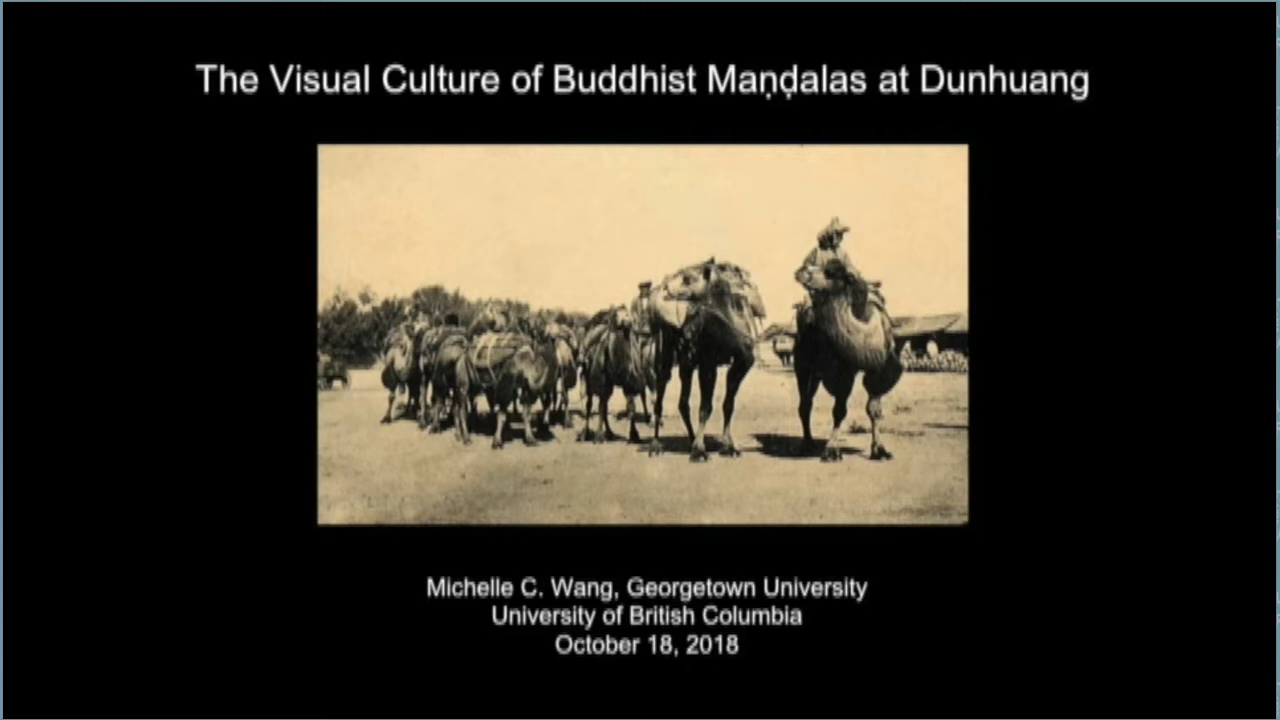 The Visual Culture of Buddhist Maṇḍalas at Dunhuang
Michelle C. Wang, Georgetown University
University of British Columbia
October 18, 2018